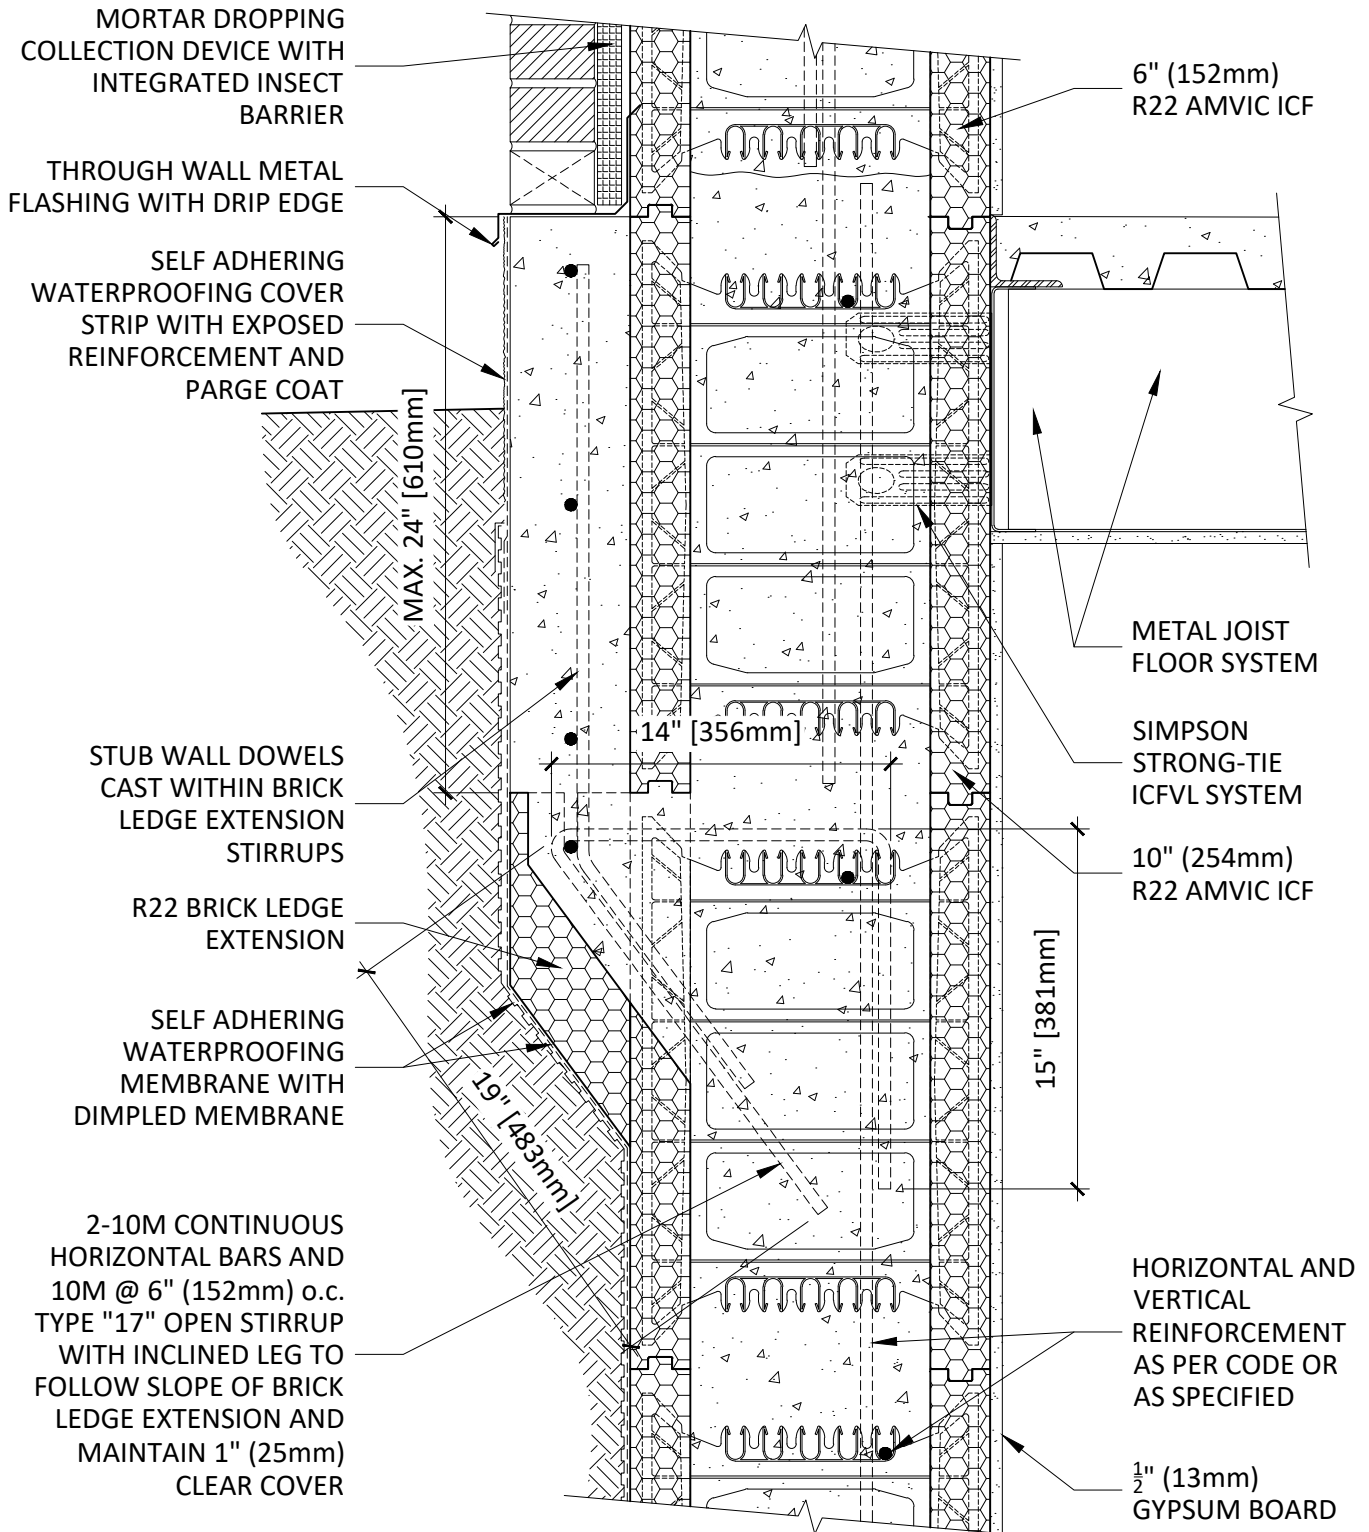 MORTAR DROPPING
COLLECTION DEVICE WITH
INTEGRATED INSECT
BARRIER
THROUGH WALL METAL
FLASHING WITH DRIP EDGE
SELF ADHERING
WATERPROOFING COVER
STRIP WITH EXPOSED
REINFORCEMENT AND
PARGE COAT
MAX. 24" [610mm]
STUB WALL DOWELS
CAST WITHIN BRICK
LEDGE EXTENSION
STIRRUPS
R22 BRICK LEDGE
EXTENSION
SELF ADHERING
WATERPROOFING
MEMBRANE WITH
DIMPLED MEMBRANE
2-10M CONTINUOUS
HORIZONTAL BARS AND
10M @ 6" (152mm) o.c.
TYPE "17" OPEN STIRRUP
WITH INCLINED LEG TO
FOLLOW SLOPE OF BRICK
LEDGE EXTENSION AND
MAINTAIN 1" (25mm)
CLEAR COVER
14" [356mm]
19" [483mm]
15" [381mm]
6" (152mm)
R22 AMVIC ICF
METAL JOIST
FLOOR SYSTEM
SIMPSON
STRONG-TIE
ICFVL SYSTEM
10" (254mm)
R22 AMVIC ICF
HORIZONTAL AND
VERTICAL
REINFORCEMENT
AS PER CODE OR
AS SPECIFIED
½" (13mm)
GYPSUM BOARD